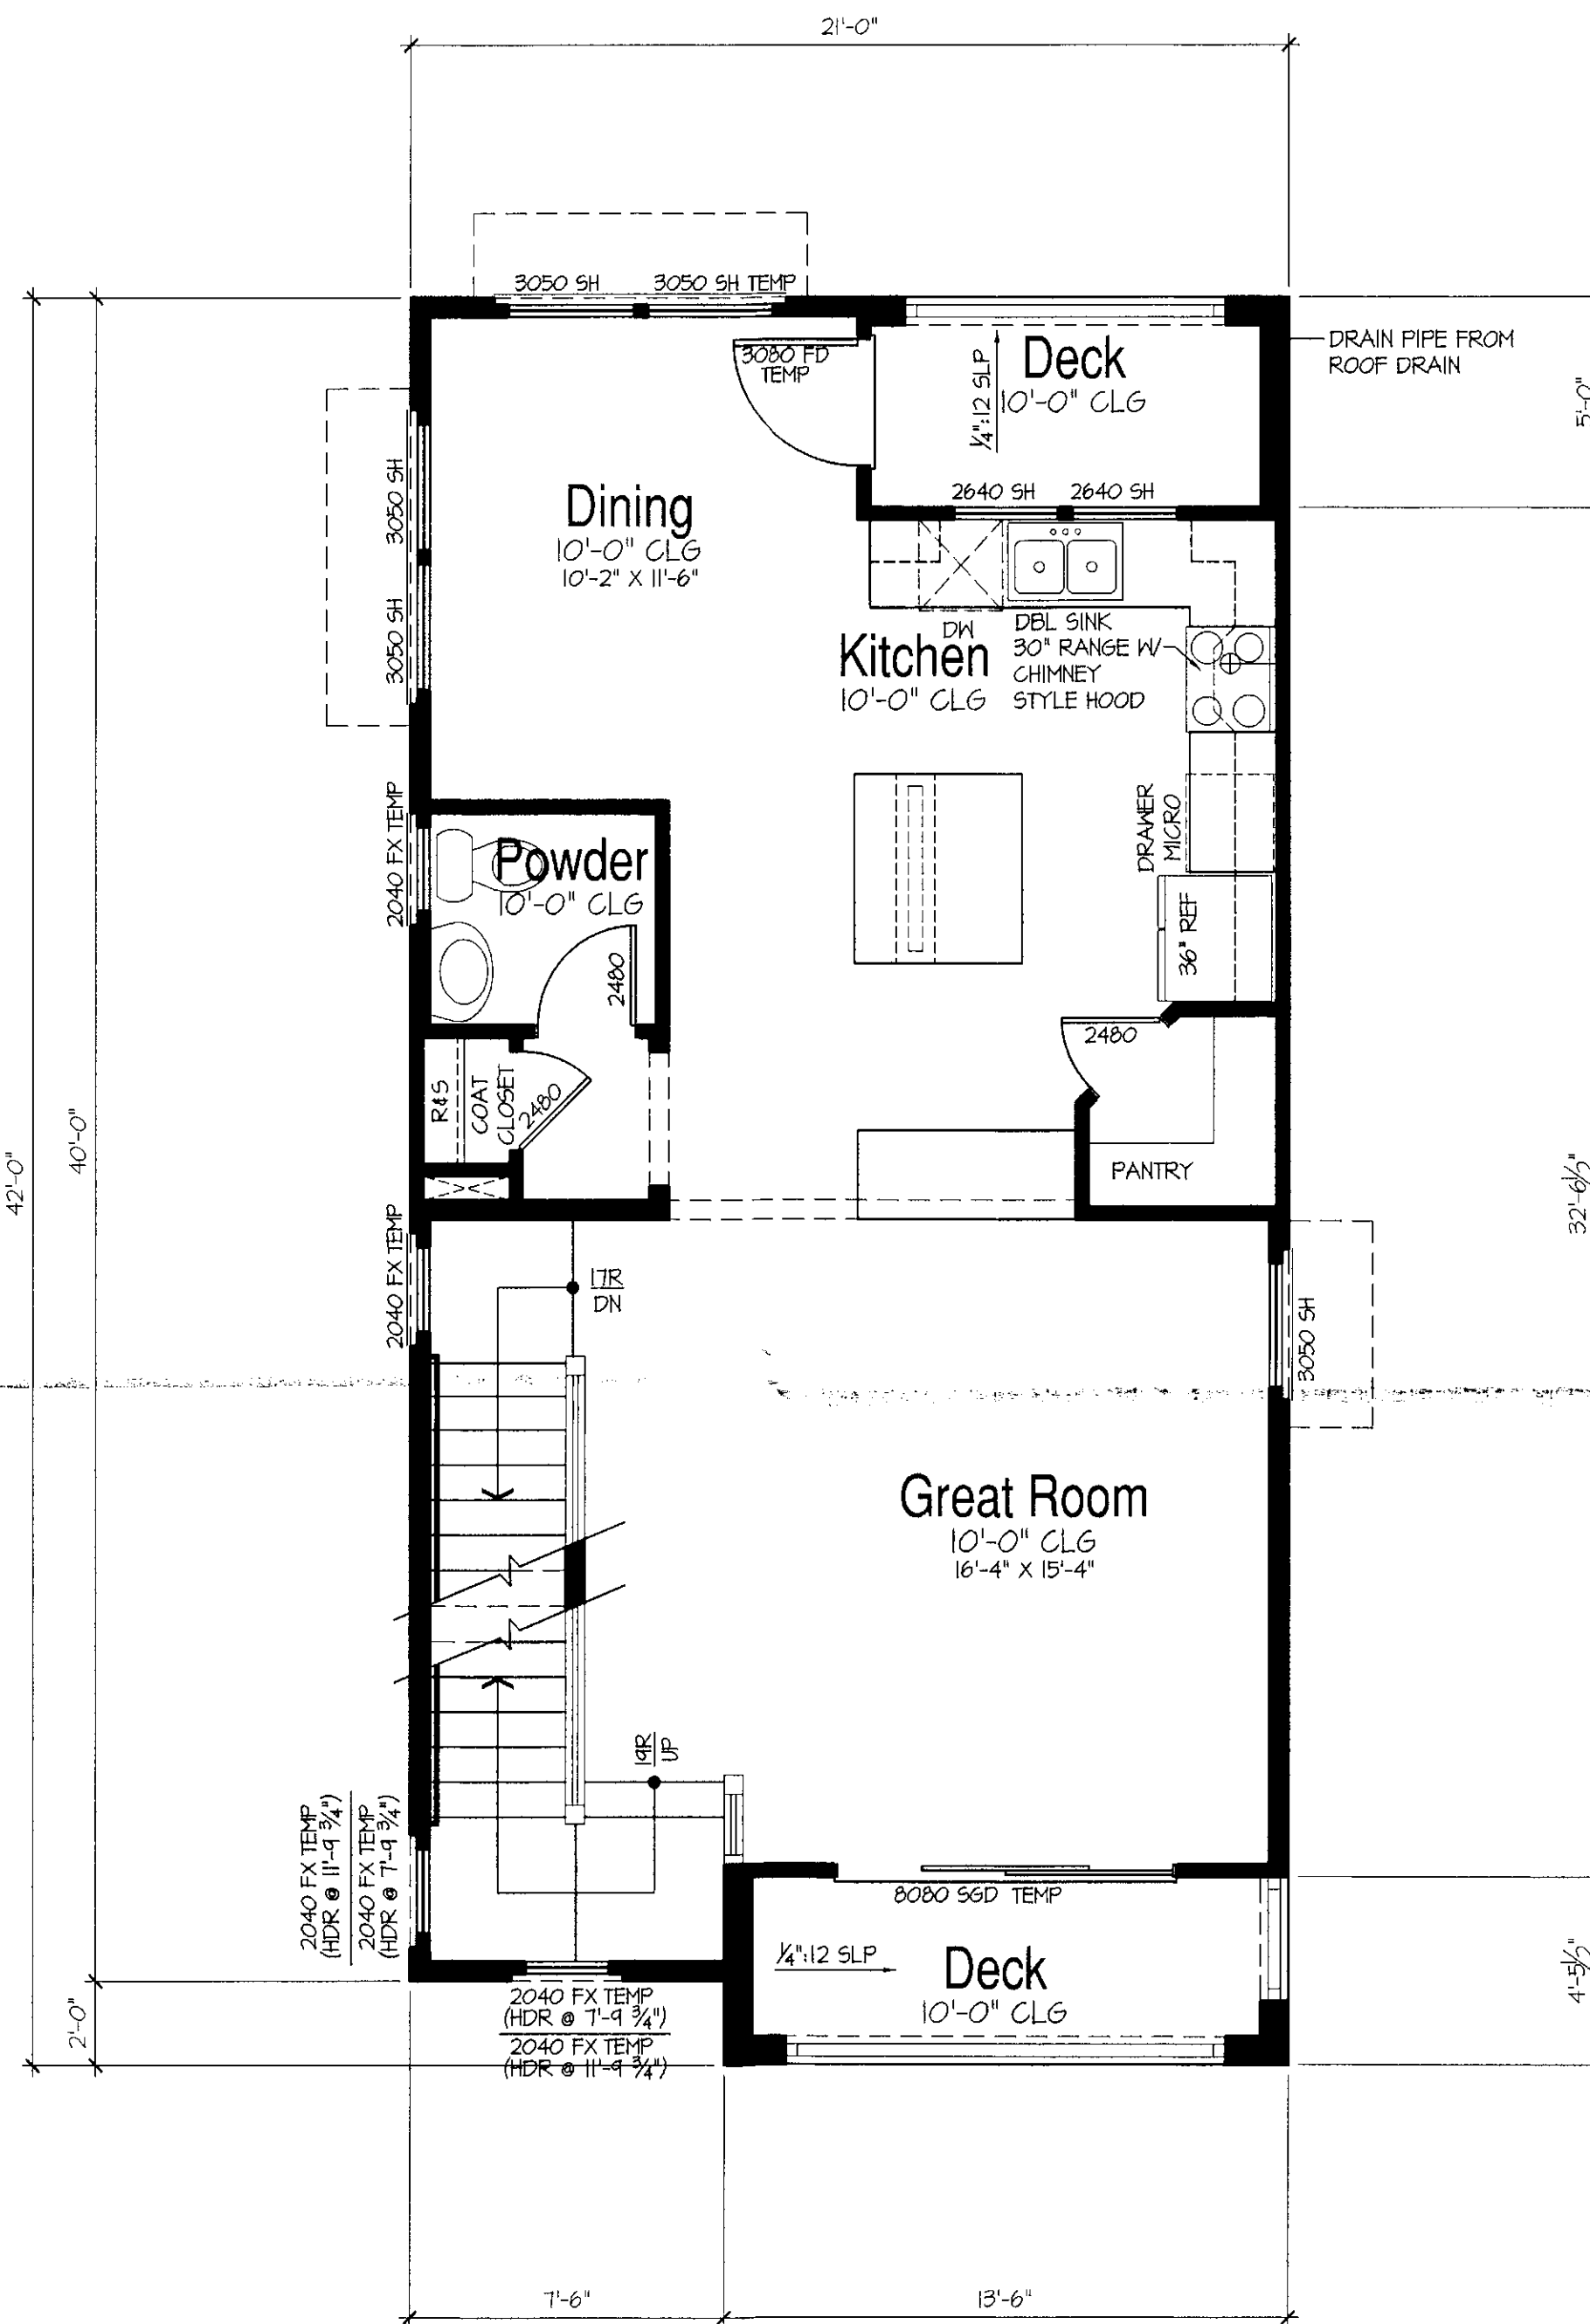 21'-0"
3050 SH
3050 SH TEMP
DRAIN PIPE FROM
ROOF DRAIN
3080 FD
TEMP
1/4":12 SLP
Deck
10'-0" CLG
5'-0"
3050 SH
3050 SH
Dining
10'-0" CLG
10'-2" X 11'-6"
2640 SH
2640 SH
DW
DBL SINK
30" RANGE W/
CHIMNEY
STYLE HOOD
Kitchen
10'-0" CLG
2040 FX TEMP
Powder
10'-0" CLG
2480
DRAWER
MICRO
36" REF
2480
R&S
COAT
CLOSET
2480
PANTRY
42'-0"
40'-0"
32'-6 1/2"
2040 FX TEMP
17R
DN
3050 SH
Great Room
10'-0" CLG
16'-4" X 15'-4"
19R
UP
2040 FX TEMP
(HDR @ 11'-9 3/4")
2040 FX TEMP
(HDR @ 7'-9 3/4")
8080 SGD TEMP
1/4":12 SLP
Deck
10'-0" CLG
4'-5 1/2"
2'-0"
2040 FX TEMP
(HDR @ 7'-9 3/4")
2040 FX TEMP
(HDR @ 11'-9 3/4")
7'-6"
13'-6"